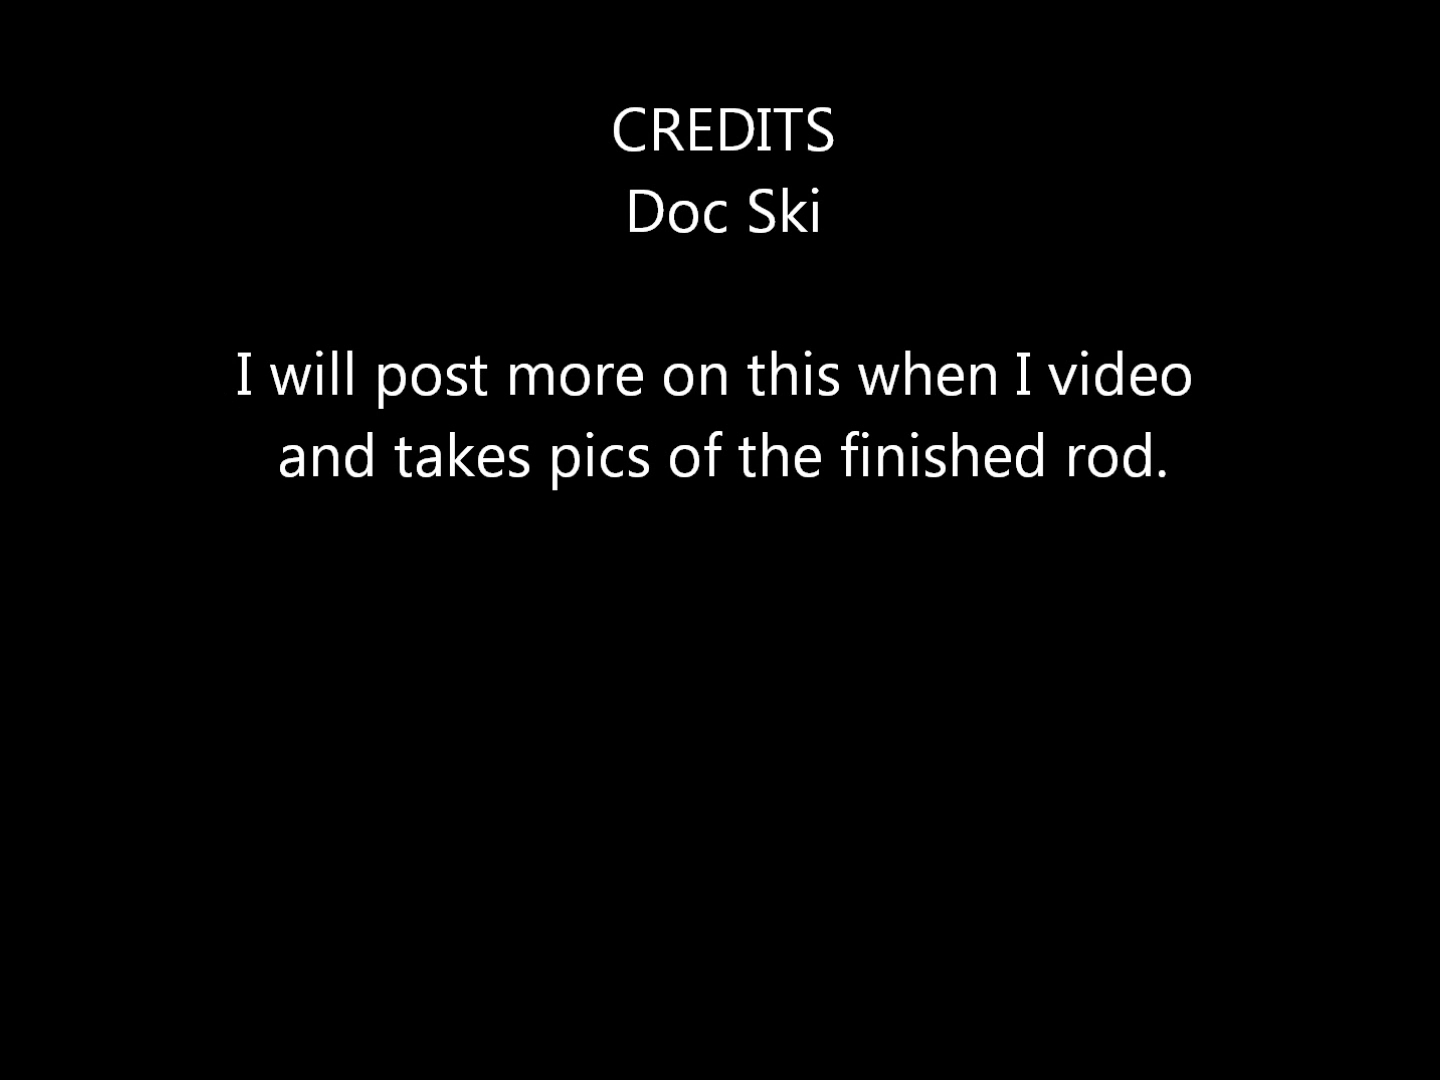 CREDITS
Doc Ski
I will post more on this when I video
and takes pics of the finished rod.